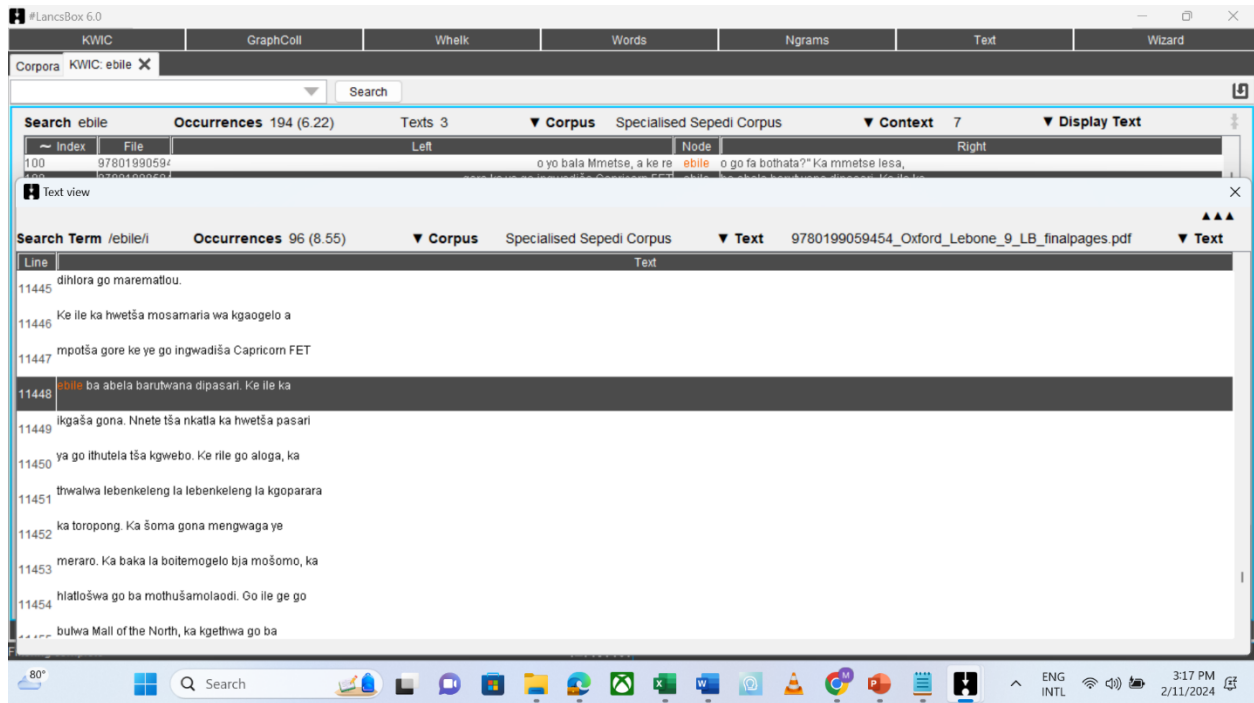 #LancsBox 6.0
KWIC GraphColl Whelk Words Ngrams Text Wizard
Corpora KWIC: ebile
Search
Search ebile Occurrences 194 (6.22) Texts 3 ▼ Corpus Specialised Sepedi Corpus ▼ Context 7 ▼ Display Text
Index File Left Node Right
100 97801990594 o yo bala Mmetse, a ke re ebile o go fa bothata?" Ka mmetse lesa,
Text view
▲▲▲
Search Term /ebile/i Occurrences 96 (8.55) ▼ Corpus Specialised Sepedi Corpus ▼ Text 9780199059454_Oxford_Lebone_9_LB_finalpages.pdf ▼ Text
Line Text
11445 dihlora go marematlou.
11446 Ke ile ka hwetša mosamaria wa kgaogelo a
11447 mpotša gore ke ye go ingwadiša Capricorn FET
11448 ebile ba abela barutwana dipasari. Ke ile ka
11449 ikgaša gona. Nnete tša nkatla ka hwetša pasari
11450 ya go ithutela tša kgwebo. Ke rile go aloga, ka
11451 thwalwa lebenkeleng la lebenkeleng la kgoparara
11452 ka toropong. Ka šoma gona mengwaga ye
11453 meraro. Ka baka la boitemogelo bja mošomo, ka
11454 hlatlošwa go ba mothušamolaodi. Go ile ge go
bulwa Mall of the North, ka kgethwa go ba
80° Search ENG INTL 3:17 PM 2/11/2024